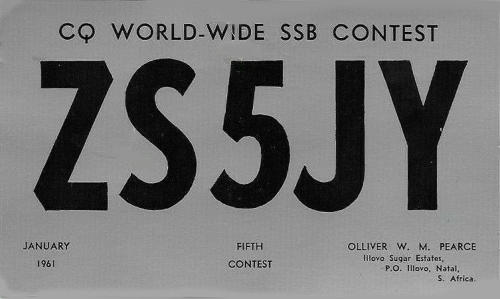 CQ WORLD-WIDE SSB CONTEST
ZS5JY
JANUARY
1961
FIFTH
CONTEST
OLLIVER W. M. PEARCE
Illovo Sugar Estates,
P.O. Illovo, Natal,
S. Africa.